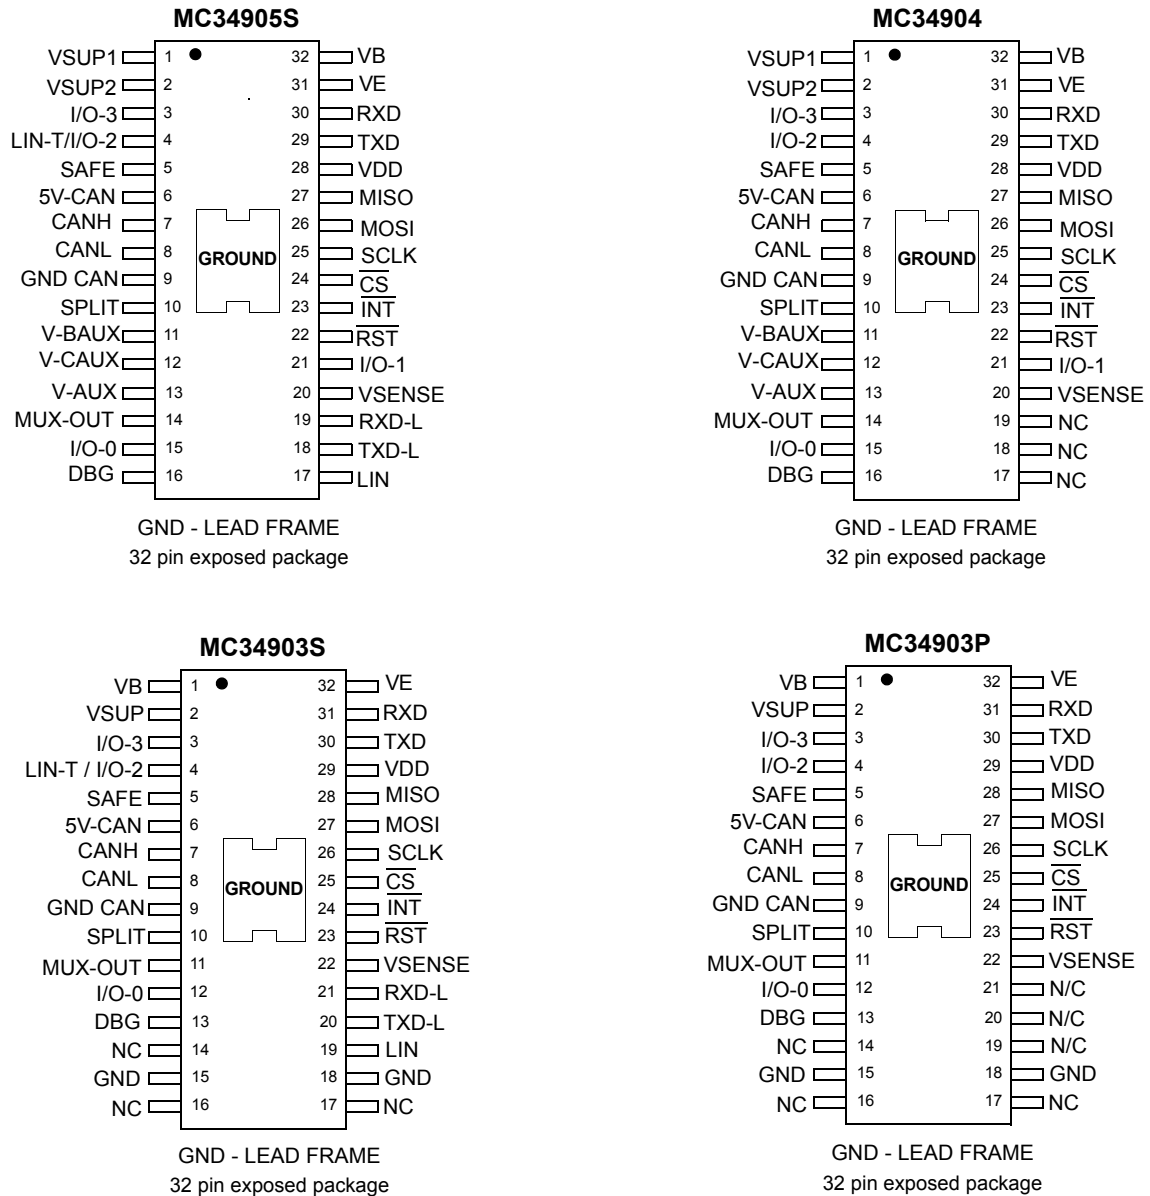 MC34905S
VSUP1 1 32 VB
VSUP2 2 31 VE
I/O-3 3 30 RXD
LIN-T/I/O-2 4 29 TXD
SAFE 5 28 VDD
5V-CAN 6 27 MISO
CANH 7 26 MOSI
CANL 8 25 SCLK
GROUND
GND CAN 9 24 CS
SPLIT 10 23 INT
V-BAUX 11 22 RST
V-CAUX 12 21 I/O-1
V-AUX 13 20 VSENSE
MUX-OUT 14 19 RXD-L
I/O-0 15 18 TXD-L
DBG 16 17 LIN
GND - LEAD FRAME
32 pin exposed package
MC34904
VSUP1 1 32 VB
VSUP2 2 31 VE
I/O-3 3 30 RXD
I/O-2 4 29 TXD
SAFE 5 28 VDD
5V-CAN 6 27 MISO
CANH 7 26 MOSI
CANL 8 25 SCLK
GROUND
GND CAN 9 24 CS
SPLIT 10 23 INT
V-BAUX 11 22 RST
V-CAUX 12 21 I/O-1
V-AUX 13 20 VSENSE
MUX-OUT 14 19 NC
I/O-0 15 18 NC
DBG 16 17 NC
GND - LEAD FRAME
32 pin exposed package
MC34903S
VB 1 32 VE
VSUP 2 31 RXD
I/O-3 3 30 TXD
LIN-T / I/O-2 4 29 VDD
SAFE 5 28 MISO
5V-CAN 6 27 MOSI
CANH 7 26 SCLK
CANL 8 25 CS
GROUND
GND CAN 9 24 INT
SPLIT 10 23 RST
MUX-OUT 11 22 VSENSE
I/O-0 12 21 RXD-L
DBG 13 20 TXD-L
NC 14 19 LIN
GND 15 18 GND
NC 16 17 NC
GND - LEAD FRAME
32 pin exposed package
MC34903P
VB 1 32 VE
VSUP 2 31 RXD
I/O-3 3 30 TXD
I/O-2 4 29 VDD
SAFE 5 28 MISO
5V-CAN 6 27 MOSI
CANH 7 26 SCLK
CANL 8 25 CS
GROUND
GND CAN 9 24 INT
SPLIT 10 23 RST
MUX-OUT 11 22 VSENSE
I/O-0 12 21 N/C
DBG 13 20 N/C
NC 14 19 N/C
GND 15 18 GND
NC 16 17 NC
GND - LEAD FRAME
32 pin exposed package